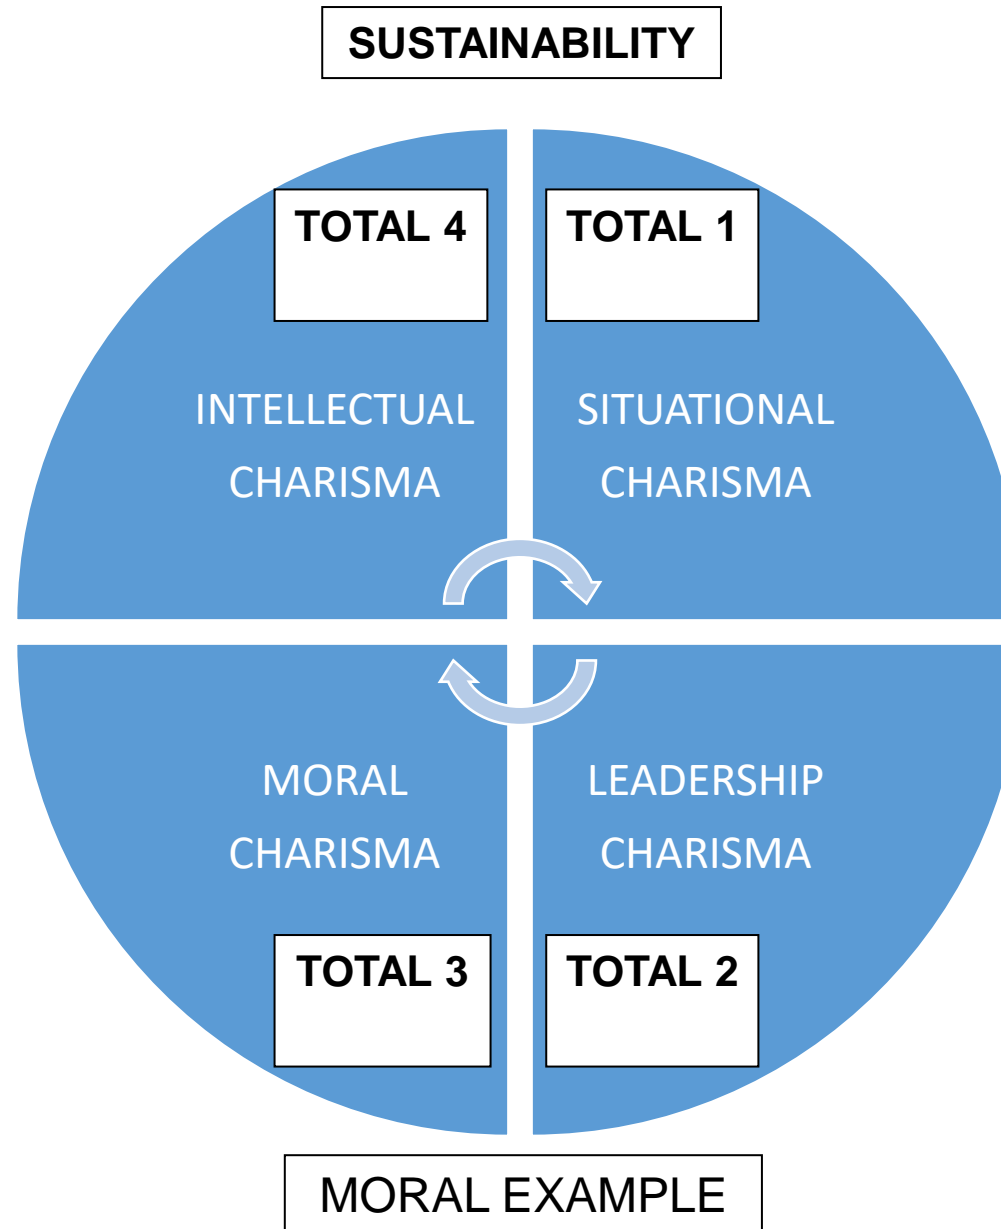 SUSTAINABILITY
TOTAL 4
TOTAL 1
INTELLECTUAL
CHARISMA
SITUATIONAL
CHARISMA
MORAL
CHARISMA
LEADERSHIP
CHARISMA
TOTAL 3
TOTAL 2
MORAL EXAMPLE